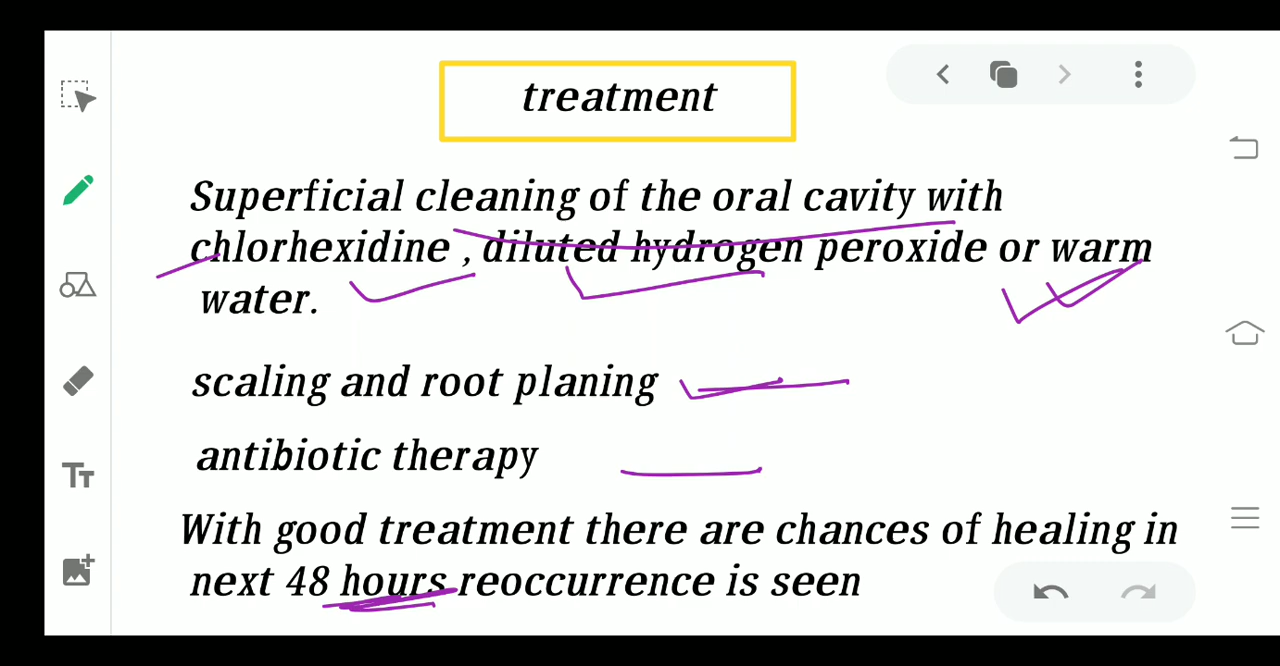 treatment
Superficial cleaning of the oral cavity with
chlorhexidine , diluted hydrogen peroxide or warm
water.
scaling and root planing
antibiotic therapy
With good treatment there are chances of healing in
next 48 hours reoccurrence is seen